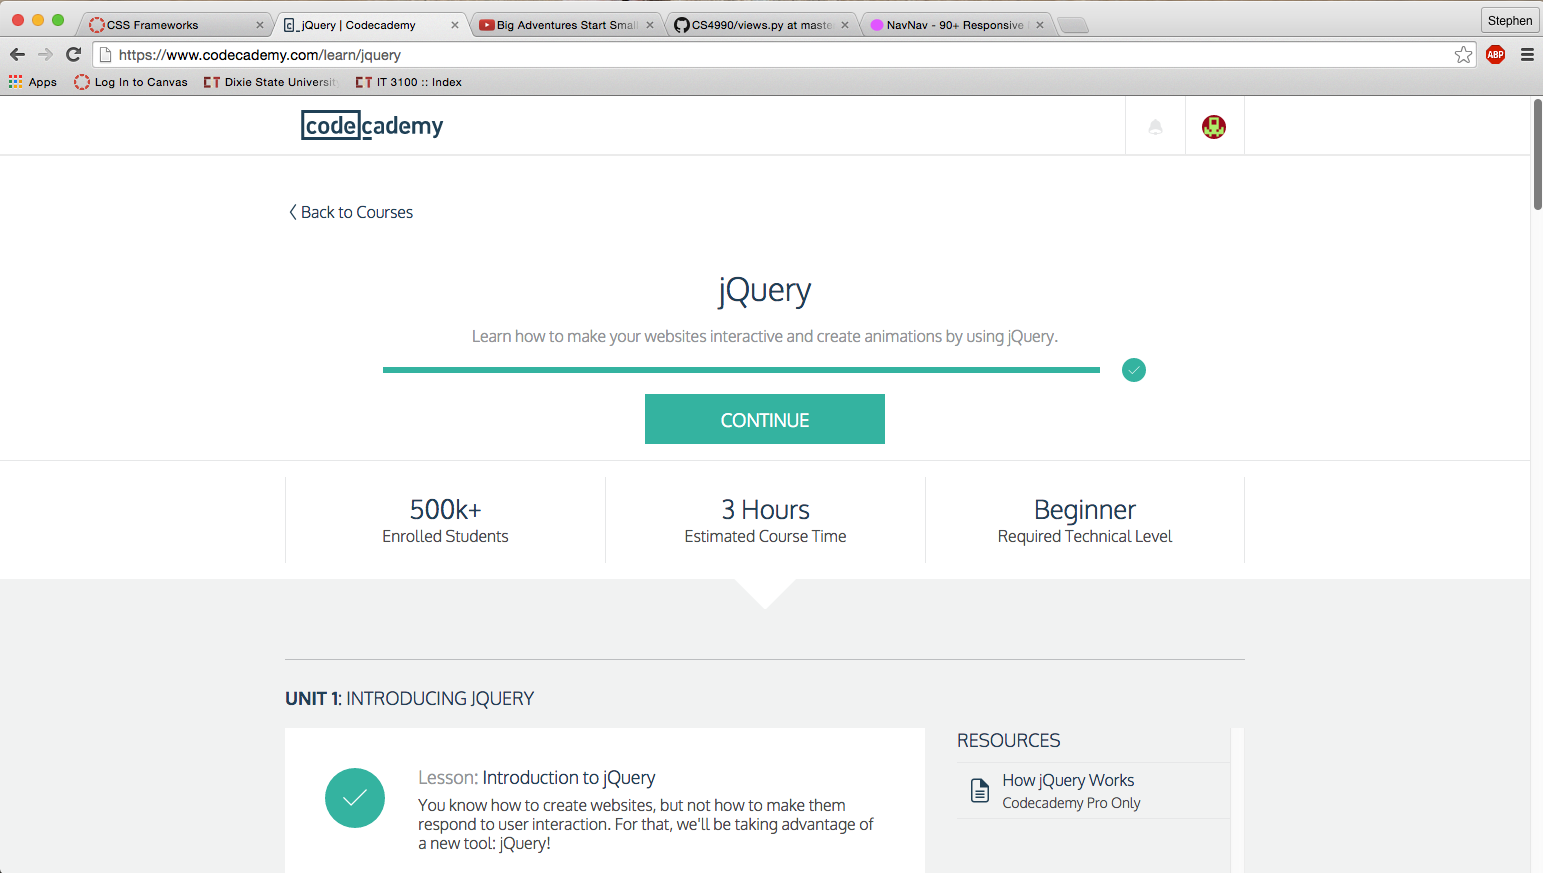 CSS Frameworks
jQuery | Codecademy
Big Adventures Start Small
CS4990/views.py at maste
NavNav - 90+ Responsive
Stephen
https://www.codecademy.com/learn/jquery
ABP
Apps
Log In to Canvas
Dixie State University
IT 3100 :: Index
codecademy
Back to Courses
jQuery
Learn how to make your websites interactive and create animations by using jQuery.
CONTINUE
500k+
Enrolled Students
3 Hours
Estimated Course Time
Beginner
Required Technical Level
UNIT 1: INTRODUCING JQUERY
Lesson: Introduction to jQuery
You know how to create websites, but not how to make them
respond to user interaction. For that, we'll be taking advantage of
a new tool: jQuery!
RESOURCES
How jQuery Works
Codecademy Pro Only